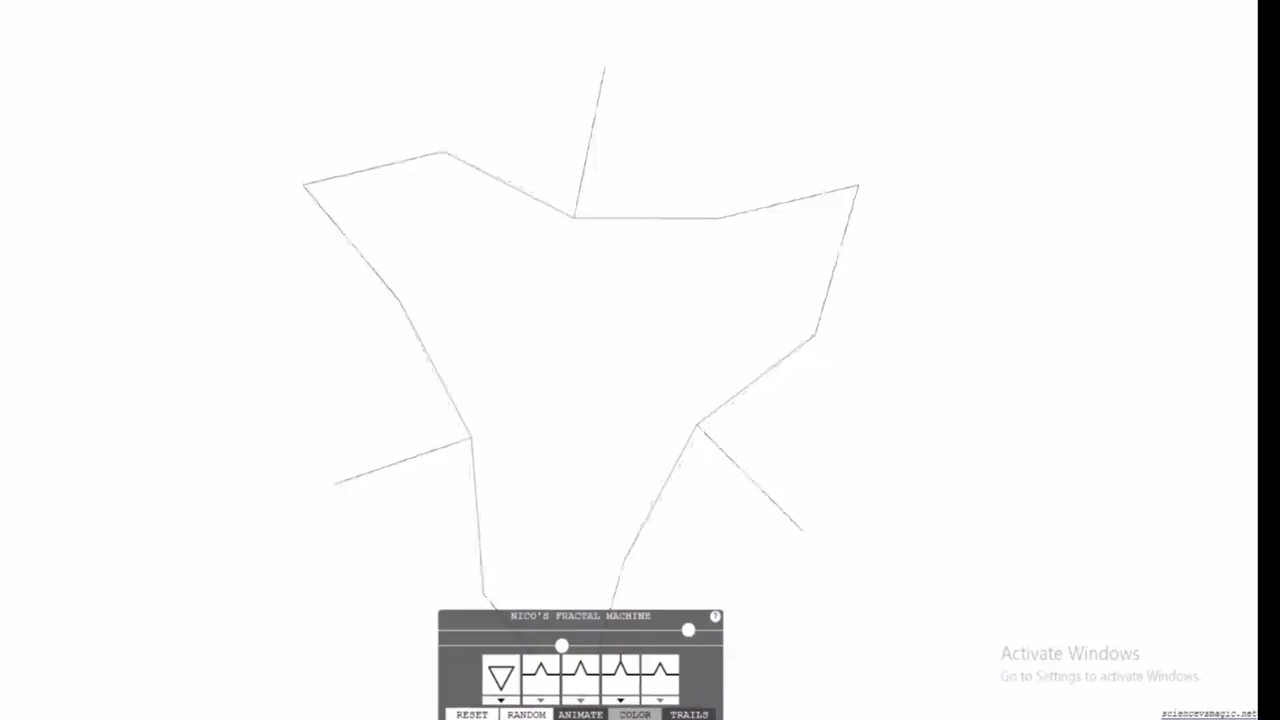 NICO'S FRACTAL MACHINE
?
RESET RANDOM ANIMATE COLOR TRAILS
Activate Windows
Go to Settings to activate Windows.
sciencevsmagic.net